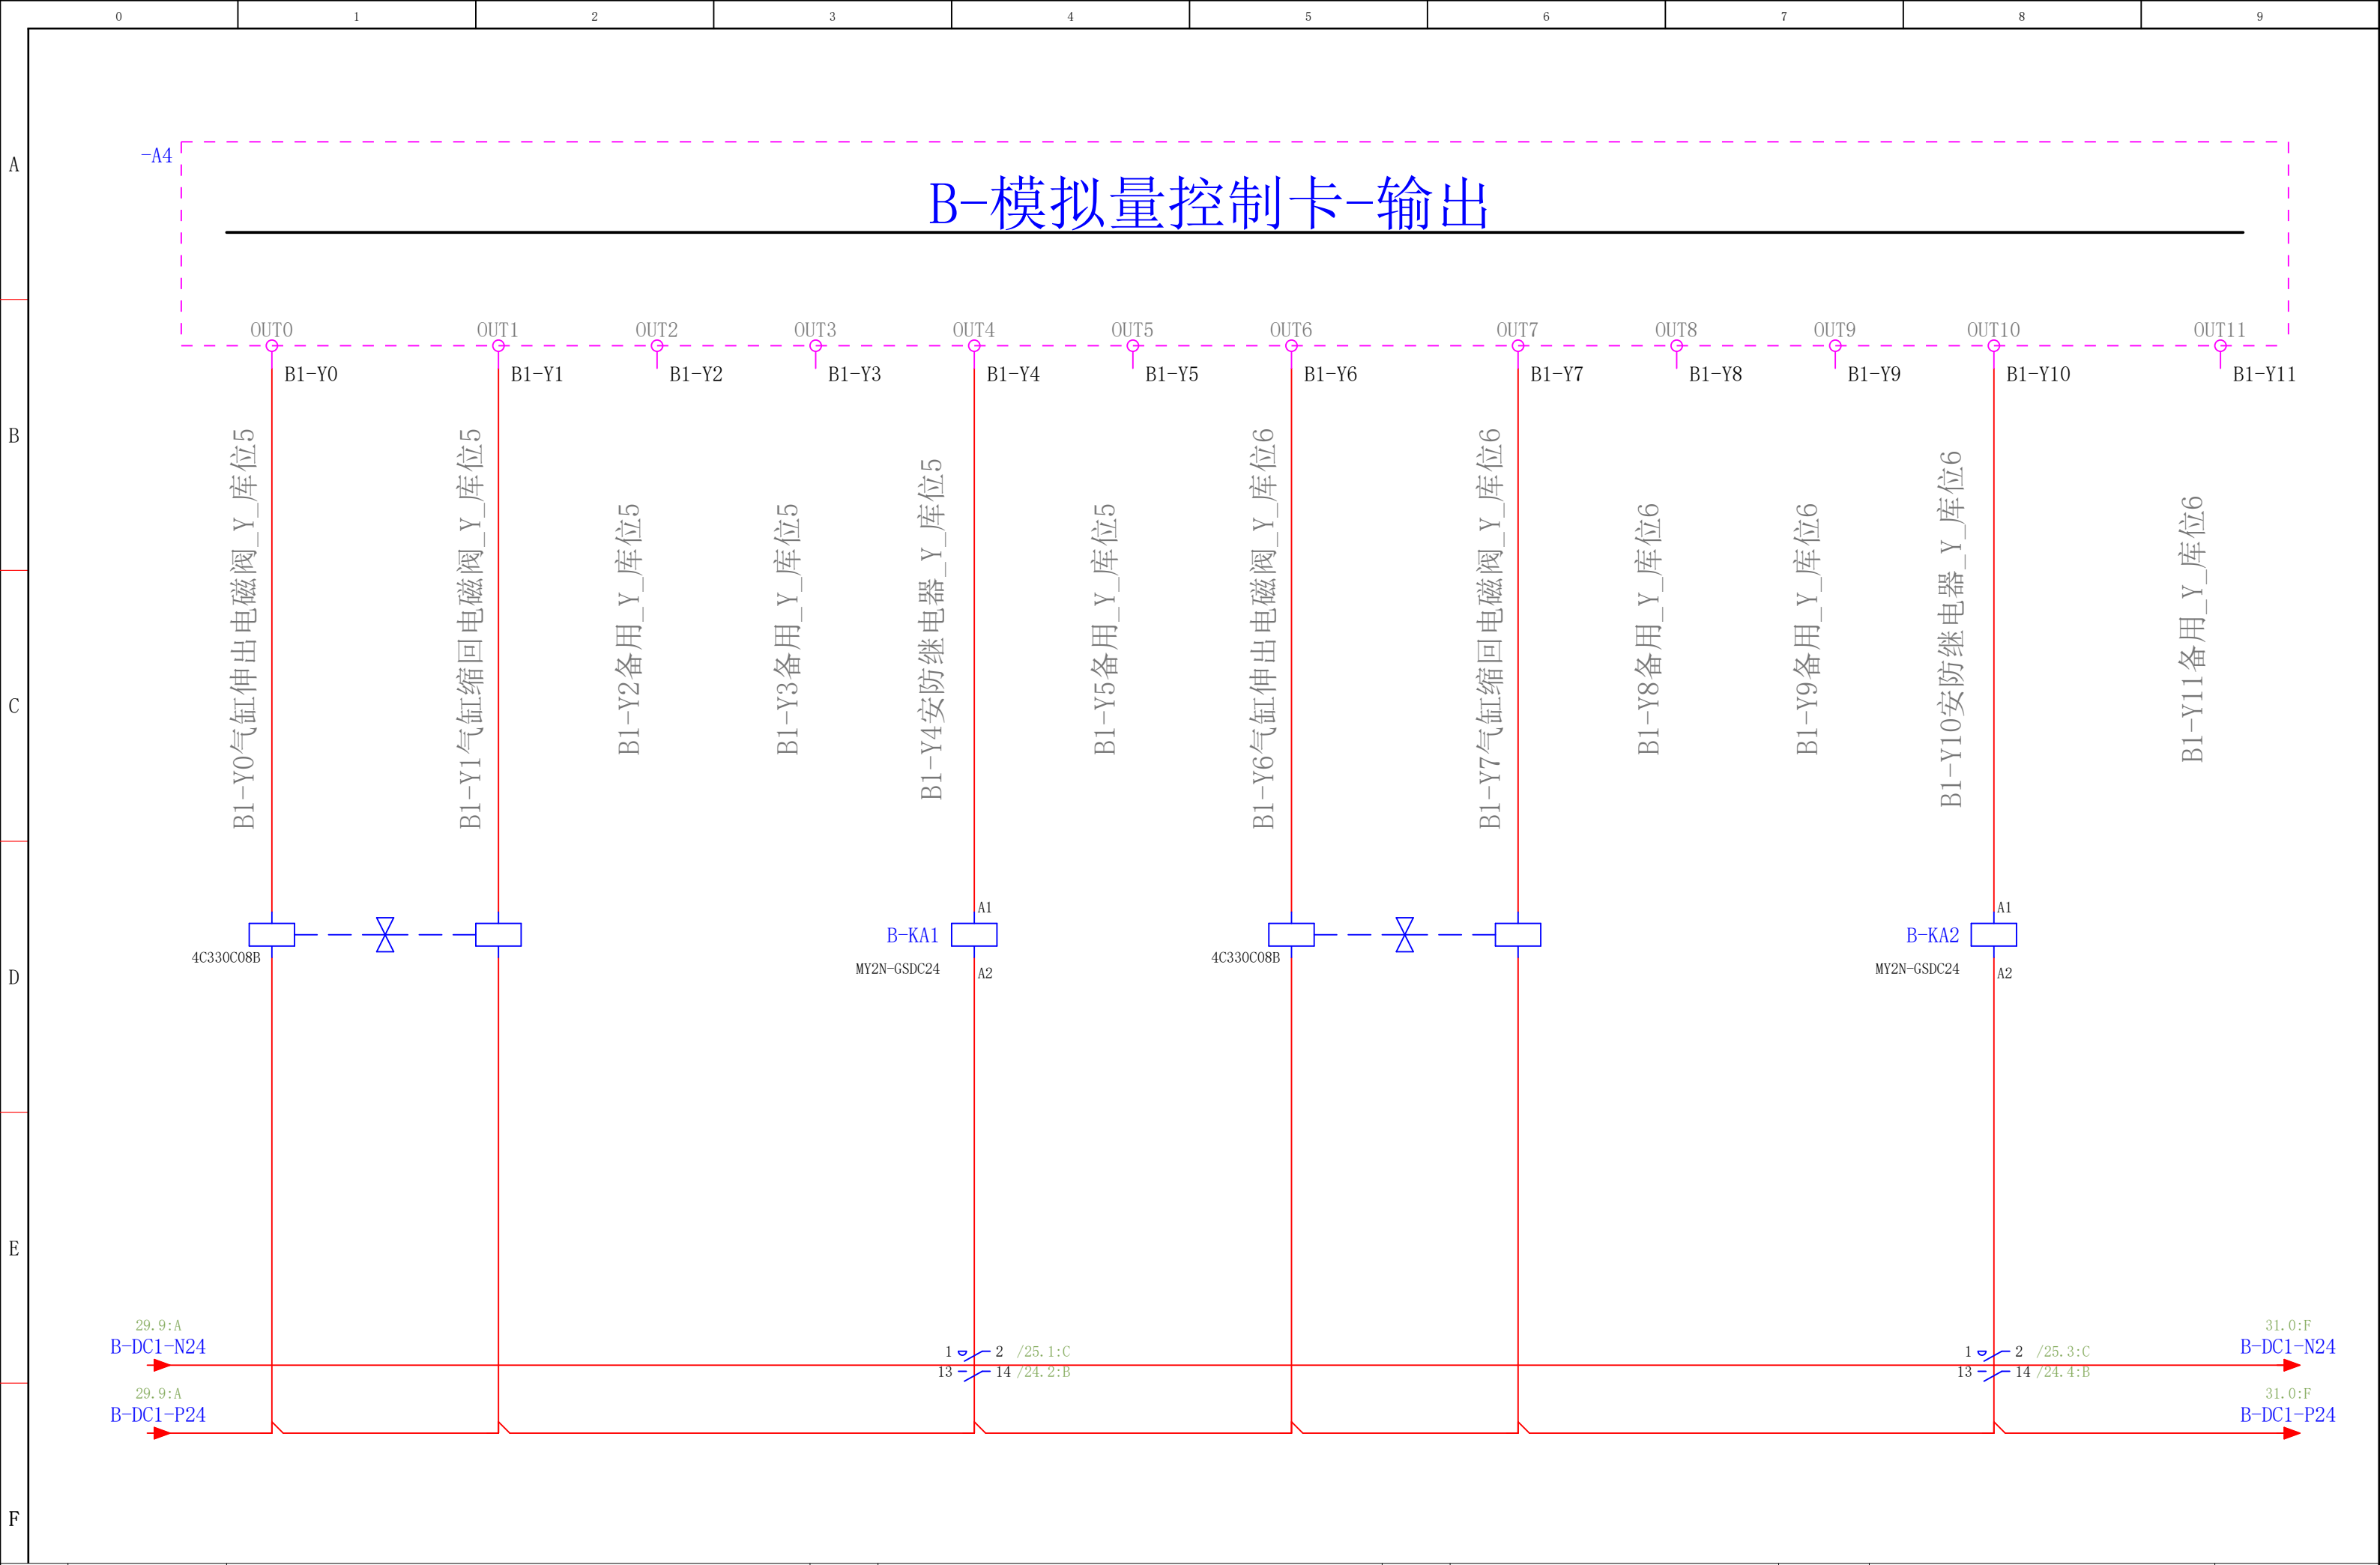 0 1 2 3 4 5 6 7 8 9
A
-A4
B-模拟量控制卡-输出
OUT0 OUT1 OUT2 OUT3 OUT4 OUT5 OUT6 OUT7 OUT8 OUT9 OUT10 OUT11
B1-Y0 B1-Y1 B1-Y2 B1-Y3 B1-Y4 B1-Y5 B1-Y6 B1-Y7 B1-Y8 B1-Y9 B1-Y10 B1-Y11
B
B1-Y0气缸伸出电磁阀_Y_库位5
B1-Y1气缸缩回电磁阀_Y_库位5
B1-Y2备用_Y_库位5
B1-Y3备用_Y_库位5
B1-Y4安防继电器_Y_库位5
B1-Y5备用_Y_库位5
B1-Y6气缸伸出电磁阀_Y_库位6
B1-Y7气缸缩回电磁阀_Y_库位6
B1-Y8备用_Y_库位6
B1-Y9备用_Y_库位6
B1-Y10安防继电器_Y_库位6
B1-Y11备用_Y_库位6
C
A1 A1
B-KA1 B-KA2
4C330C08B MY2N-GSDC24 4C330C08B MY2N-GSDC24
A2 A2
D
E
29.9:A 31.0:F
B-DC1-N24 1 2 /25.1:C 1 2 /25.3:C B-DC1-N24
13 14 /24.2:B 13 14 /24.4:B
29.9:A 31.0:F
B-DC1-P24 B-DC1-P24
F